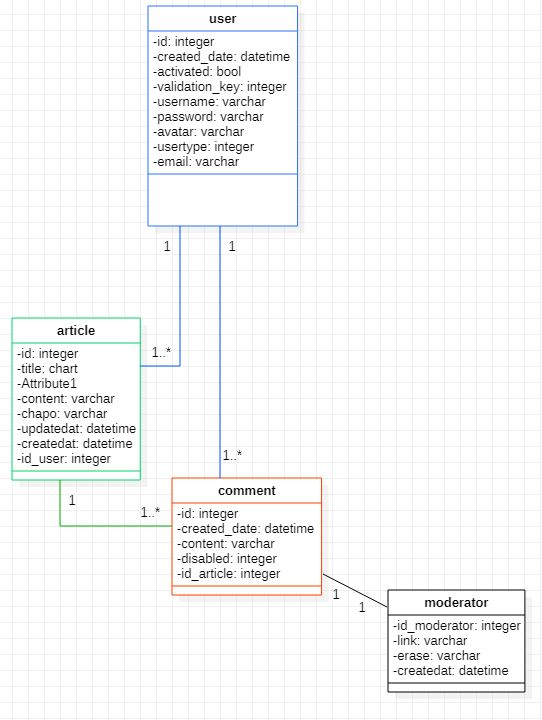 user
-id: integer
-created_date: datetime
-activated: bool
-validation_key: integer
-username: varchar
-password: varchar
-avatar: varchar
-usertype: integer
-email: varchar
1
1
article
-id: integer
-title: chart
-Attribute1
-content: varchar
-chapo: varchar
-updatedat: datetime
-createdat: datetime
-id_user: integer
1..*
1..*
1
1..*
comment
-id: integer
-created_date: datetime
-content: varchar
-disabled: integer
-id_article: integer
1
1
moderator
-id_moderator: integer
-link: varchar
-erase: varchar
-createdat: datetime